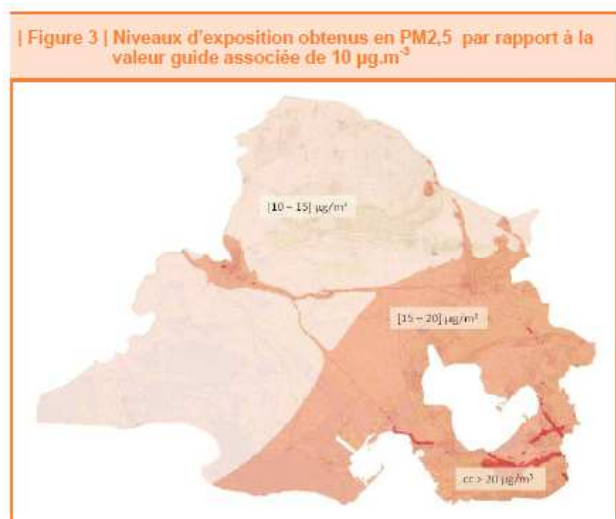 | Figure 3 | Niveaux d'exposition obtenus en PM2,5 par rapport à la
valeur guide associée de 10 µg.m-3
[10 – 15] µg/m³
[15 – 20] µg/m³
cc > 20 µg/m³